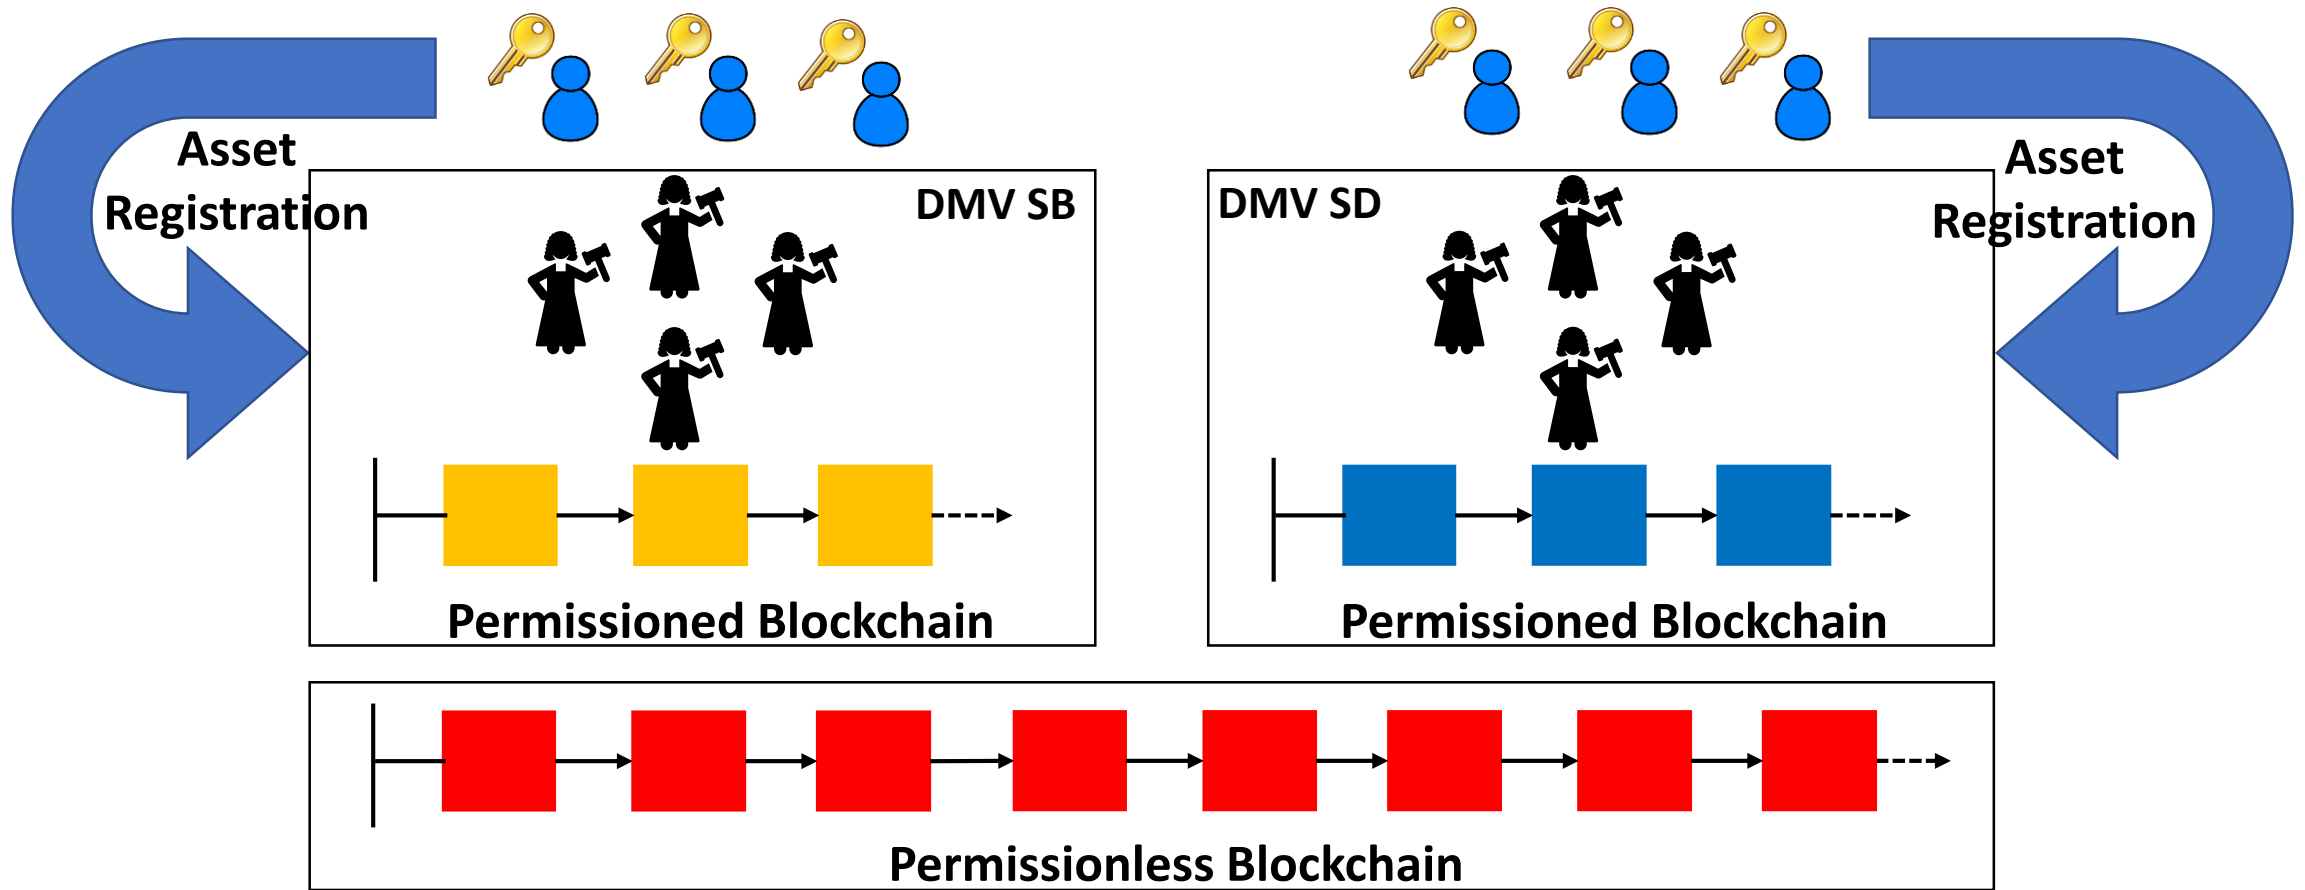 Asset
Registration
DMV SB
DMV SD
Asset
Registration
Permissioned Blockchain
Permissioned Blockchain
Permissionless Blockchain